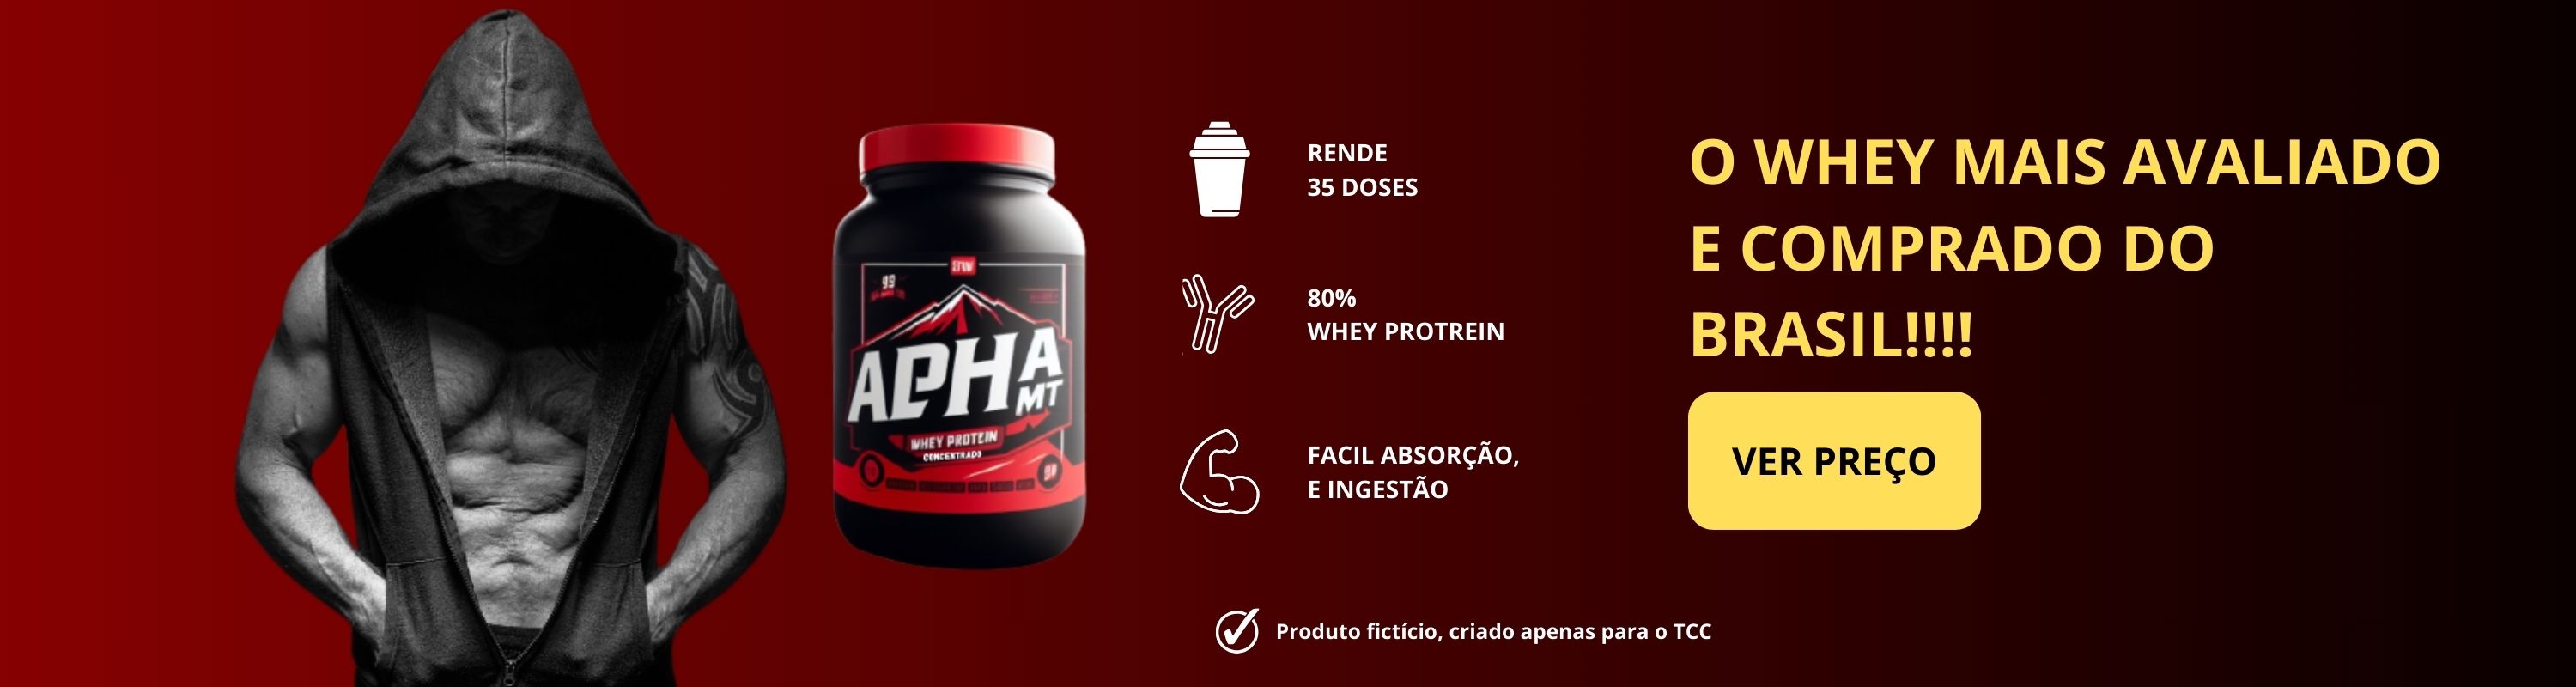 99
APHA
MT
WHEY PROTEIN
CONCENTRADO
RENDE
35 DOSES
80%
WHEY PROTREIN
FACIL ABSORÇÃO,
E INGESTÃO
O WHEY MAIS AVALIADO
E COMPRADO DO
BRASIL!!!!
VER PREÇO
Produto fictício, criado apenas para o TCC